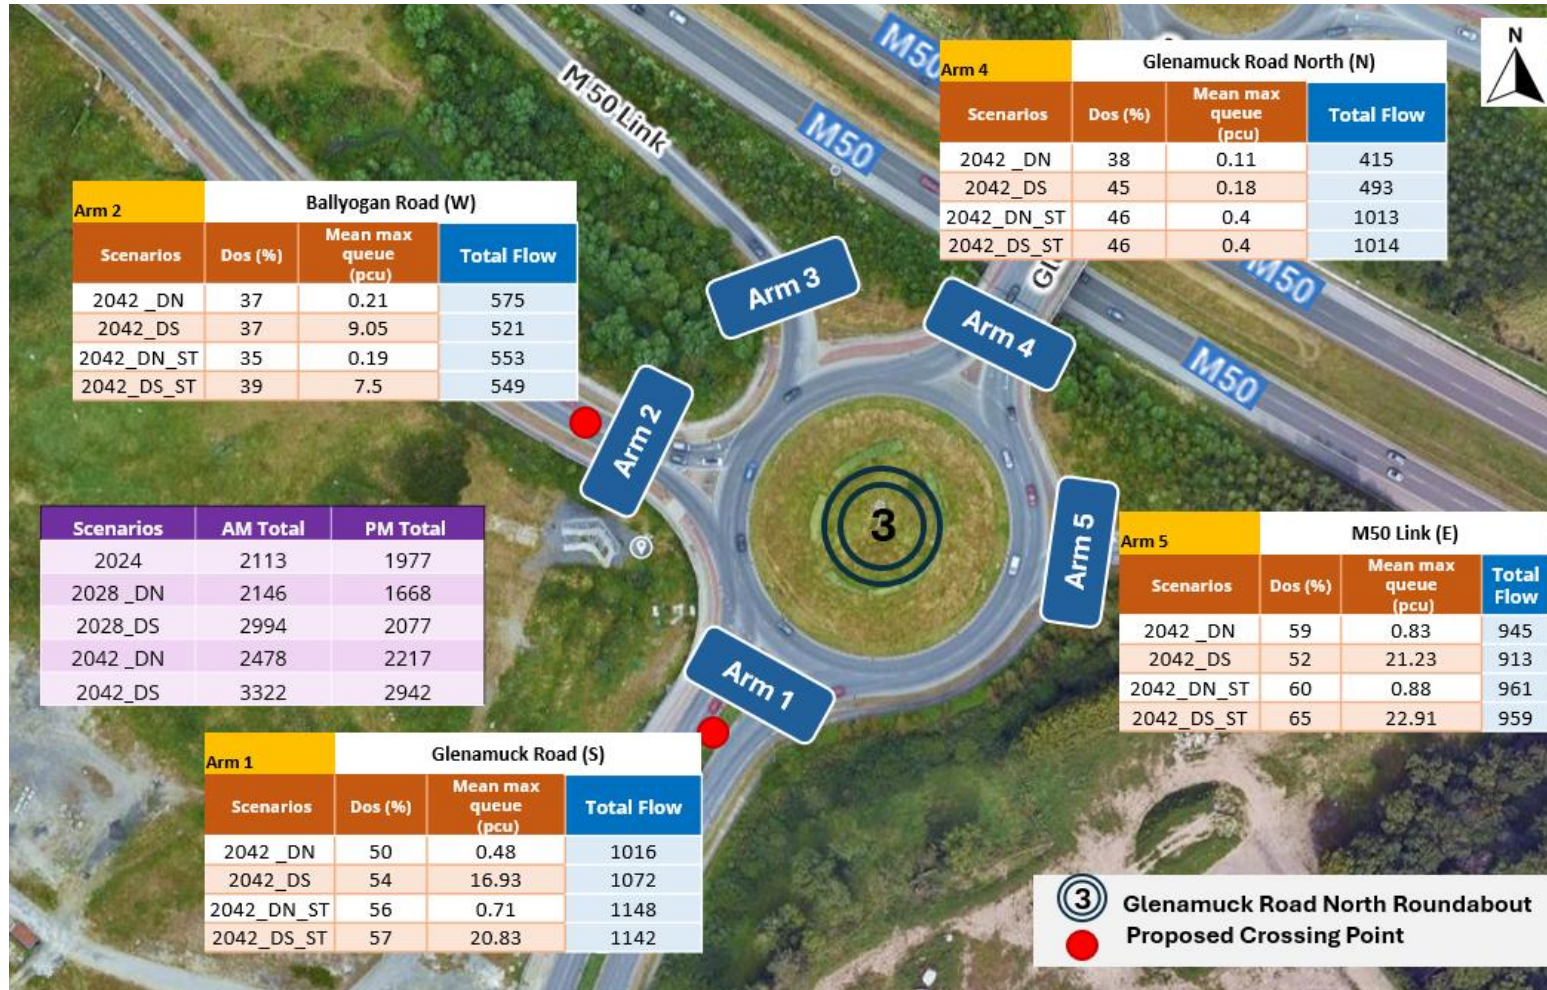 N
M50
M50 Link
M50
M50
M50
Arm 4 Glenamuck Road North (N)
Scenarios Dos (%) Mean max queue (pcu) Total Flow
2042 _DN 38 0.11 415
2042_DS 45 0.18 493
2042_DN_ST 46 0.4 1013
2042_DS_ST 46 0.4 1014
Arm 2 Ballyogan Road (W)
Scenarios Dos (%) Mean max queue (pcu) Total Flow
2042 _DN 37 0.21 575
2042_DS 37 9.05 521
2042_DN_ST 35 0.19 553
2042_DS_ST 39 7.5 549
Arm 3
Arm 4
Arm 2
Arm 5
Arm 1
3
Scenarios AM Total PM Total
2024 2113 1977
2028 _DN 2146 1668
2028_DS 2994 2077
2042 _DN 2478 2217
2042_DS 3322 2942
Arm 5 M50 Link (E)
Scenarios Dos (%) Mean max queue (pcu) Total Flow
2042 _DN 59 0.83 945
2042_DS 52 21.23 913
2042_DN_ST 60 0.88 961
2042_DS_ST 65 22.91 959
Arm 1 Glenamuck Road (S)
Scenarios Dos (%) Mean max queue (pcu) Total Flow
2042 _DN 50 0.48 1016
2042_DS 54 16.93 1072
2042_DN_ST 56 0.71 1148
2042_DS_ST 57 20.83 1142
3 Glenamuck Road North Roundabout
Proposed Crossing Point